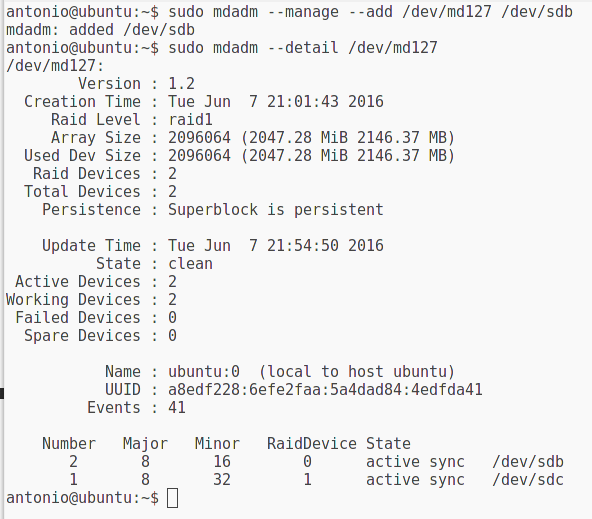 antonio@ubuntu:~$ sudo mdadm --manage --add /dev/md127 /dev/sdb
mdadm: added /dev/sdb
antonio@ubuntu:~$ sudo mdadm --detail /dev/md127
/dev/md127:
        Version : 1.2
  Creation Time : Tue Jun  7 21:01:43 2016
     Raid Level : raid1
     Array Size : 2096064 (2047.28 MiB 2146.37 MB)
  Used Dev Size : 2096064 (2047.28 MiB 2146.37 MB)
   Raid Devices : 2
  Total Devices : 2
    Persistence : Superblock is persistent

    Update Time : Tue Jun  7 21:54:50 2016
          State : clean
 Active Devices : 2
Working Devices : 2
 Failed Devices : 0
  Spare Devices : 0

           Name : ubuntu:0  (local to host ubuntu)
           UUID : a8edf228:6efe2faa:5a4dad84:4edfda41
         Events : 41

    Number   Major   Minor   RaidDevice State
       2       8       16        0      active sync   /dev/sdb
       1       8       32        1      active sync   /dev/sdc
antonio@ubuntu:~$